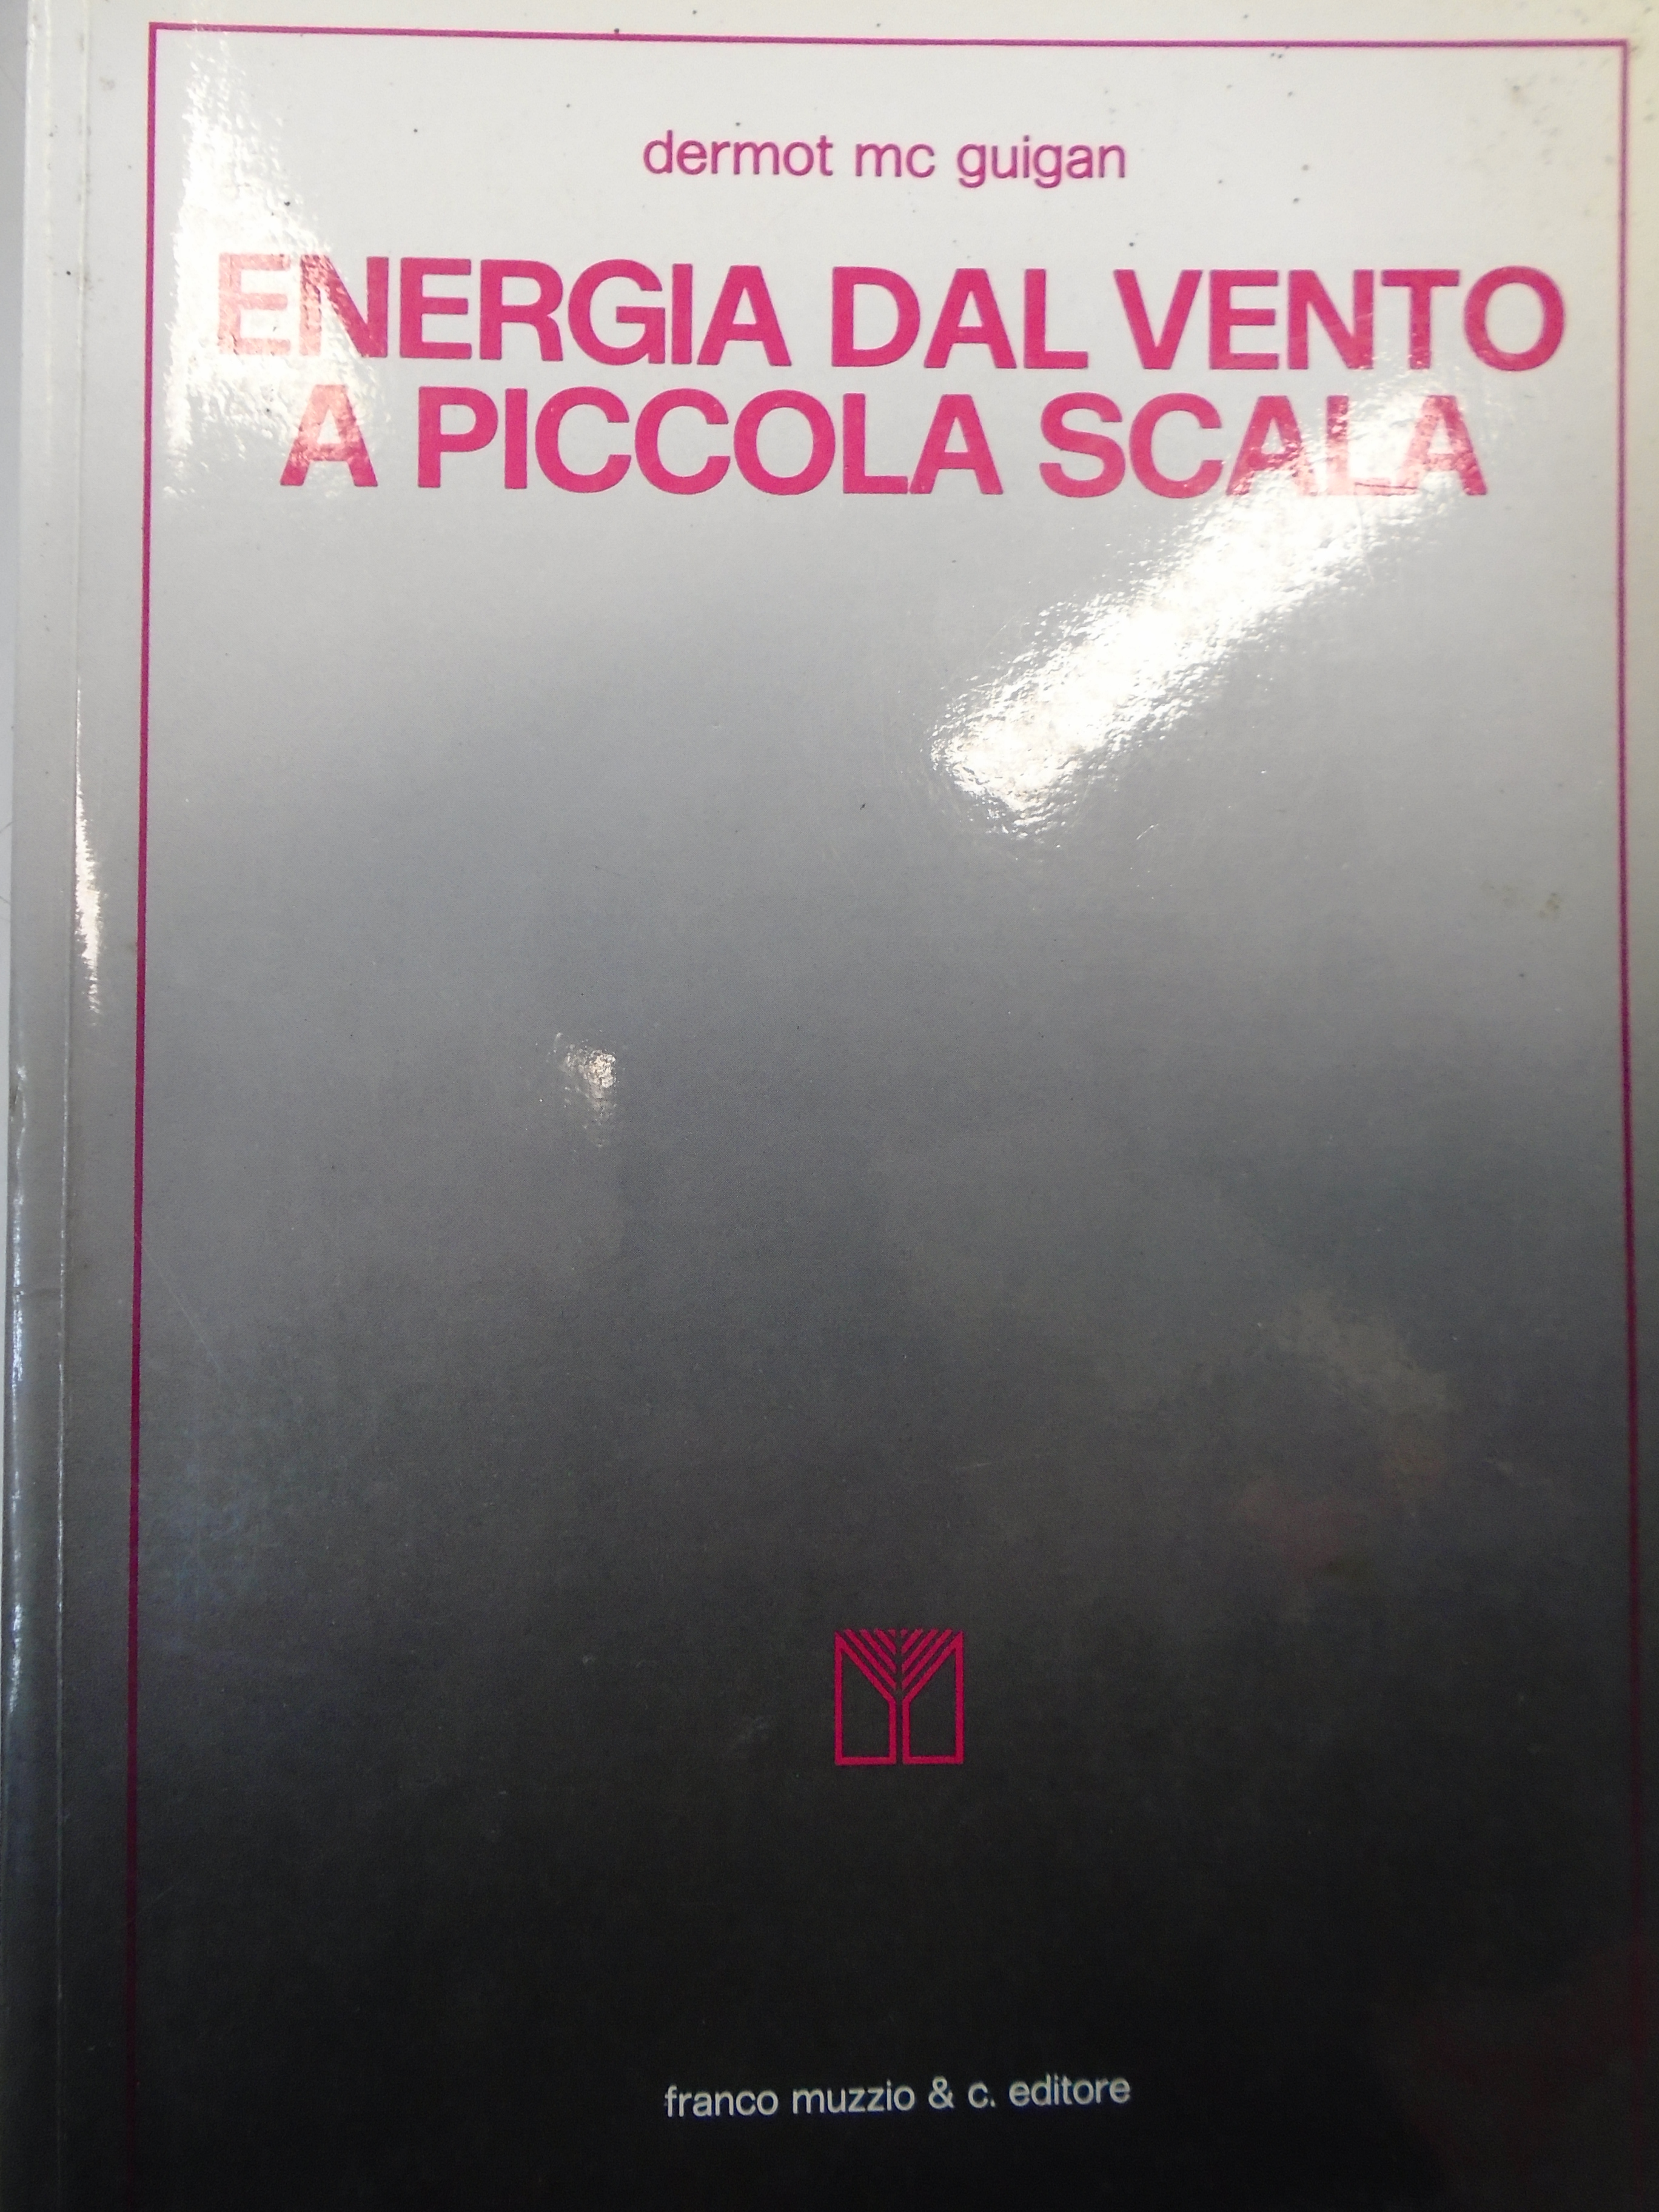 dermot mc guigan
ENERGIA DAL VENTO
A PICCOLA SCALA
franco muzzio & c. editore